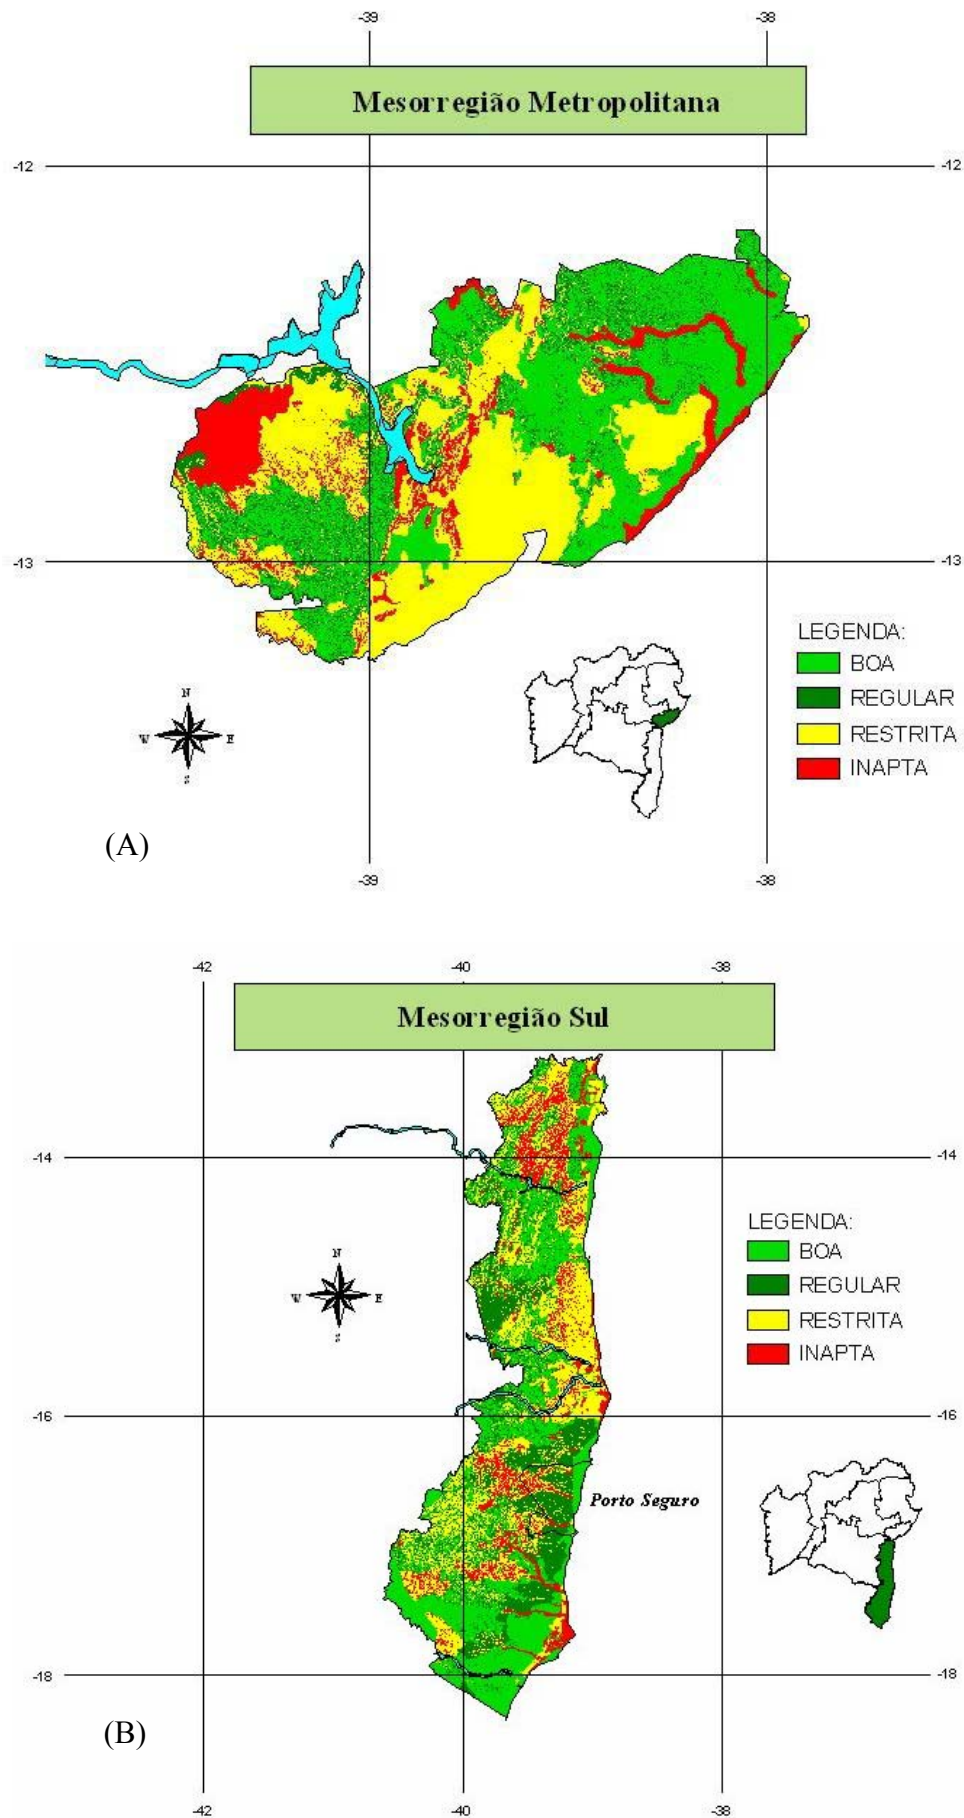 -39 -38
Mesorregião Metropolitana
-12 -12
-13 -13
LEGENDA:
BOA
REGULAR
RESTRITA
INAPTA
N
W E
S
(A)
-39 -38
-42 -40 -38
Mesorregião Sul
-14 -14
LEGENDA:
BOA
REGULAR
RESTRITA
INAPTA
N
W E
S
-16 -16
Porto Seguro
-18 -18
(B)
-42 -40 -38